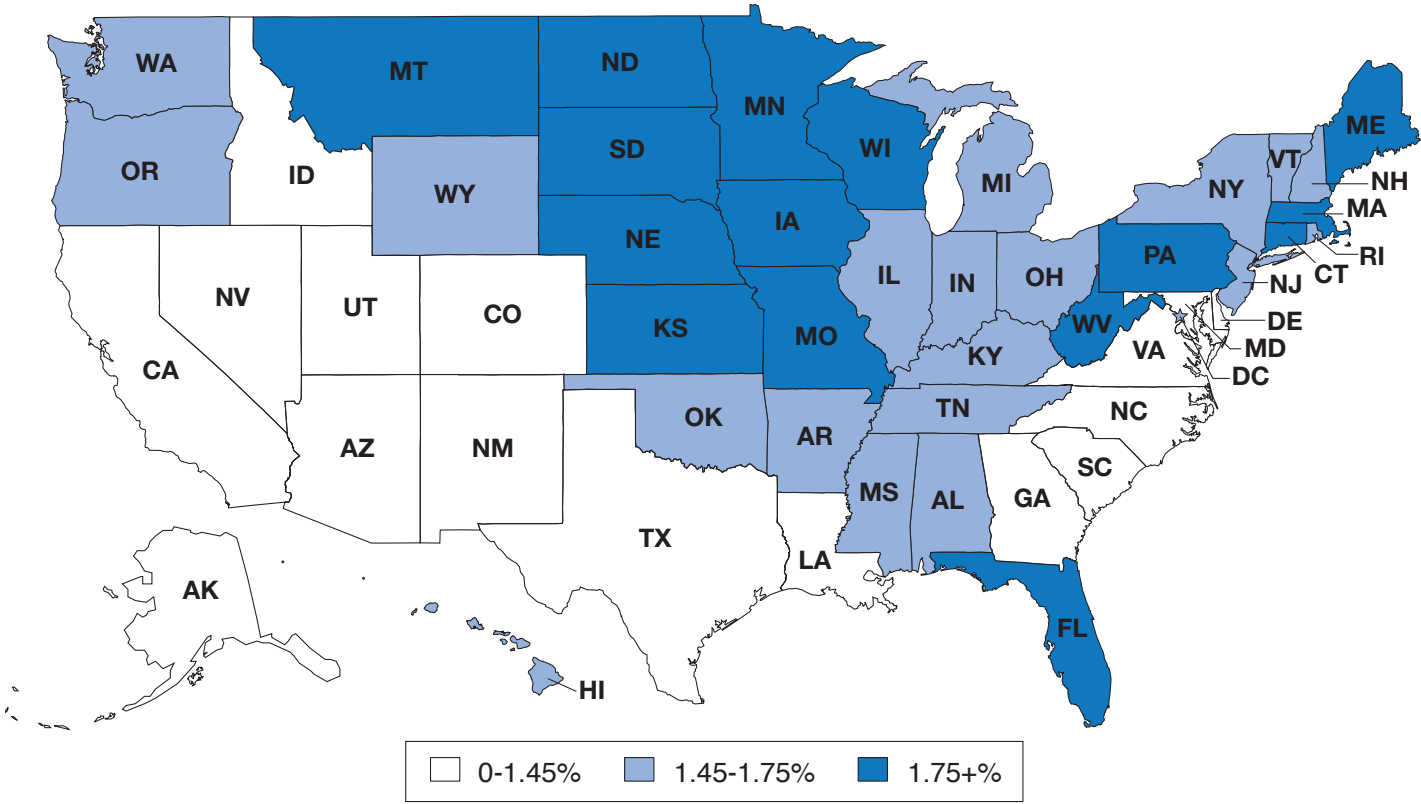 WA
MT
ND
MN
OR
ID
WY
SD
WI
MI
NY
VT
ME
NH
MA
RI
CT
NV
UT
CO
NE
IA
IL
IN
OH
PA
NJ
DE
MD
DC
CA
KS
MO
KY
WV
VA
AZ
NM
OK
AR
TN
NC
SC
MS
AL
GA
TX
LA
FL
AK
HI
0-1.45%
1.45-1.75%
1.75+%